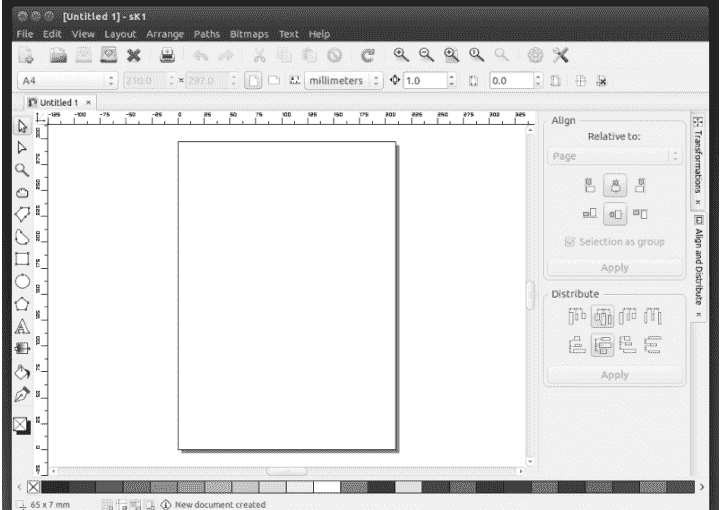 [Untitled 1] - sK1
File Edit View Layout Arrange Paths Bitmaps Text Help
A4 210.0 × 297.0 millimeters 1.0 0.0
Untitled 1 ×
Align
Relative to:
Page
Selection as group
Apply
Distribute
Apply
Transformations ×
Align and Distribute ×
65 x 7 mm New document created